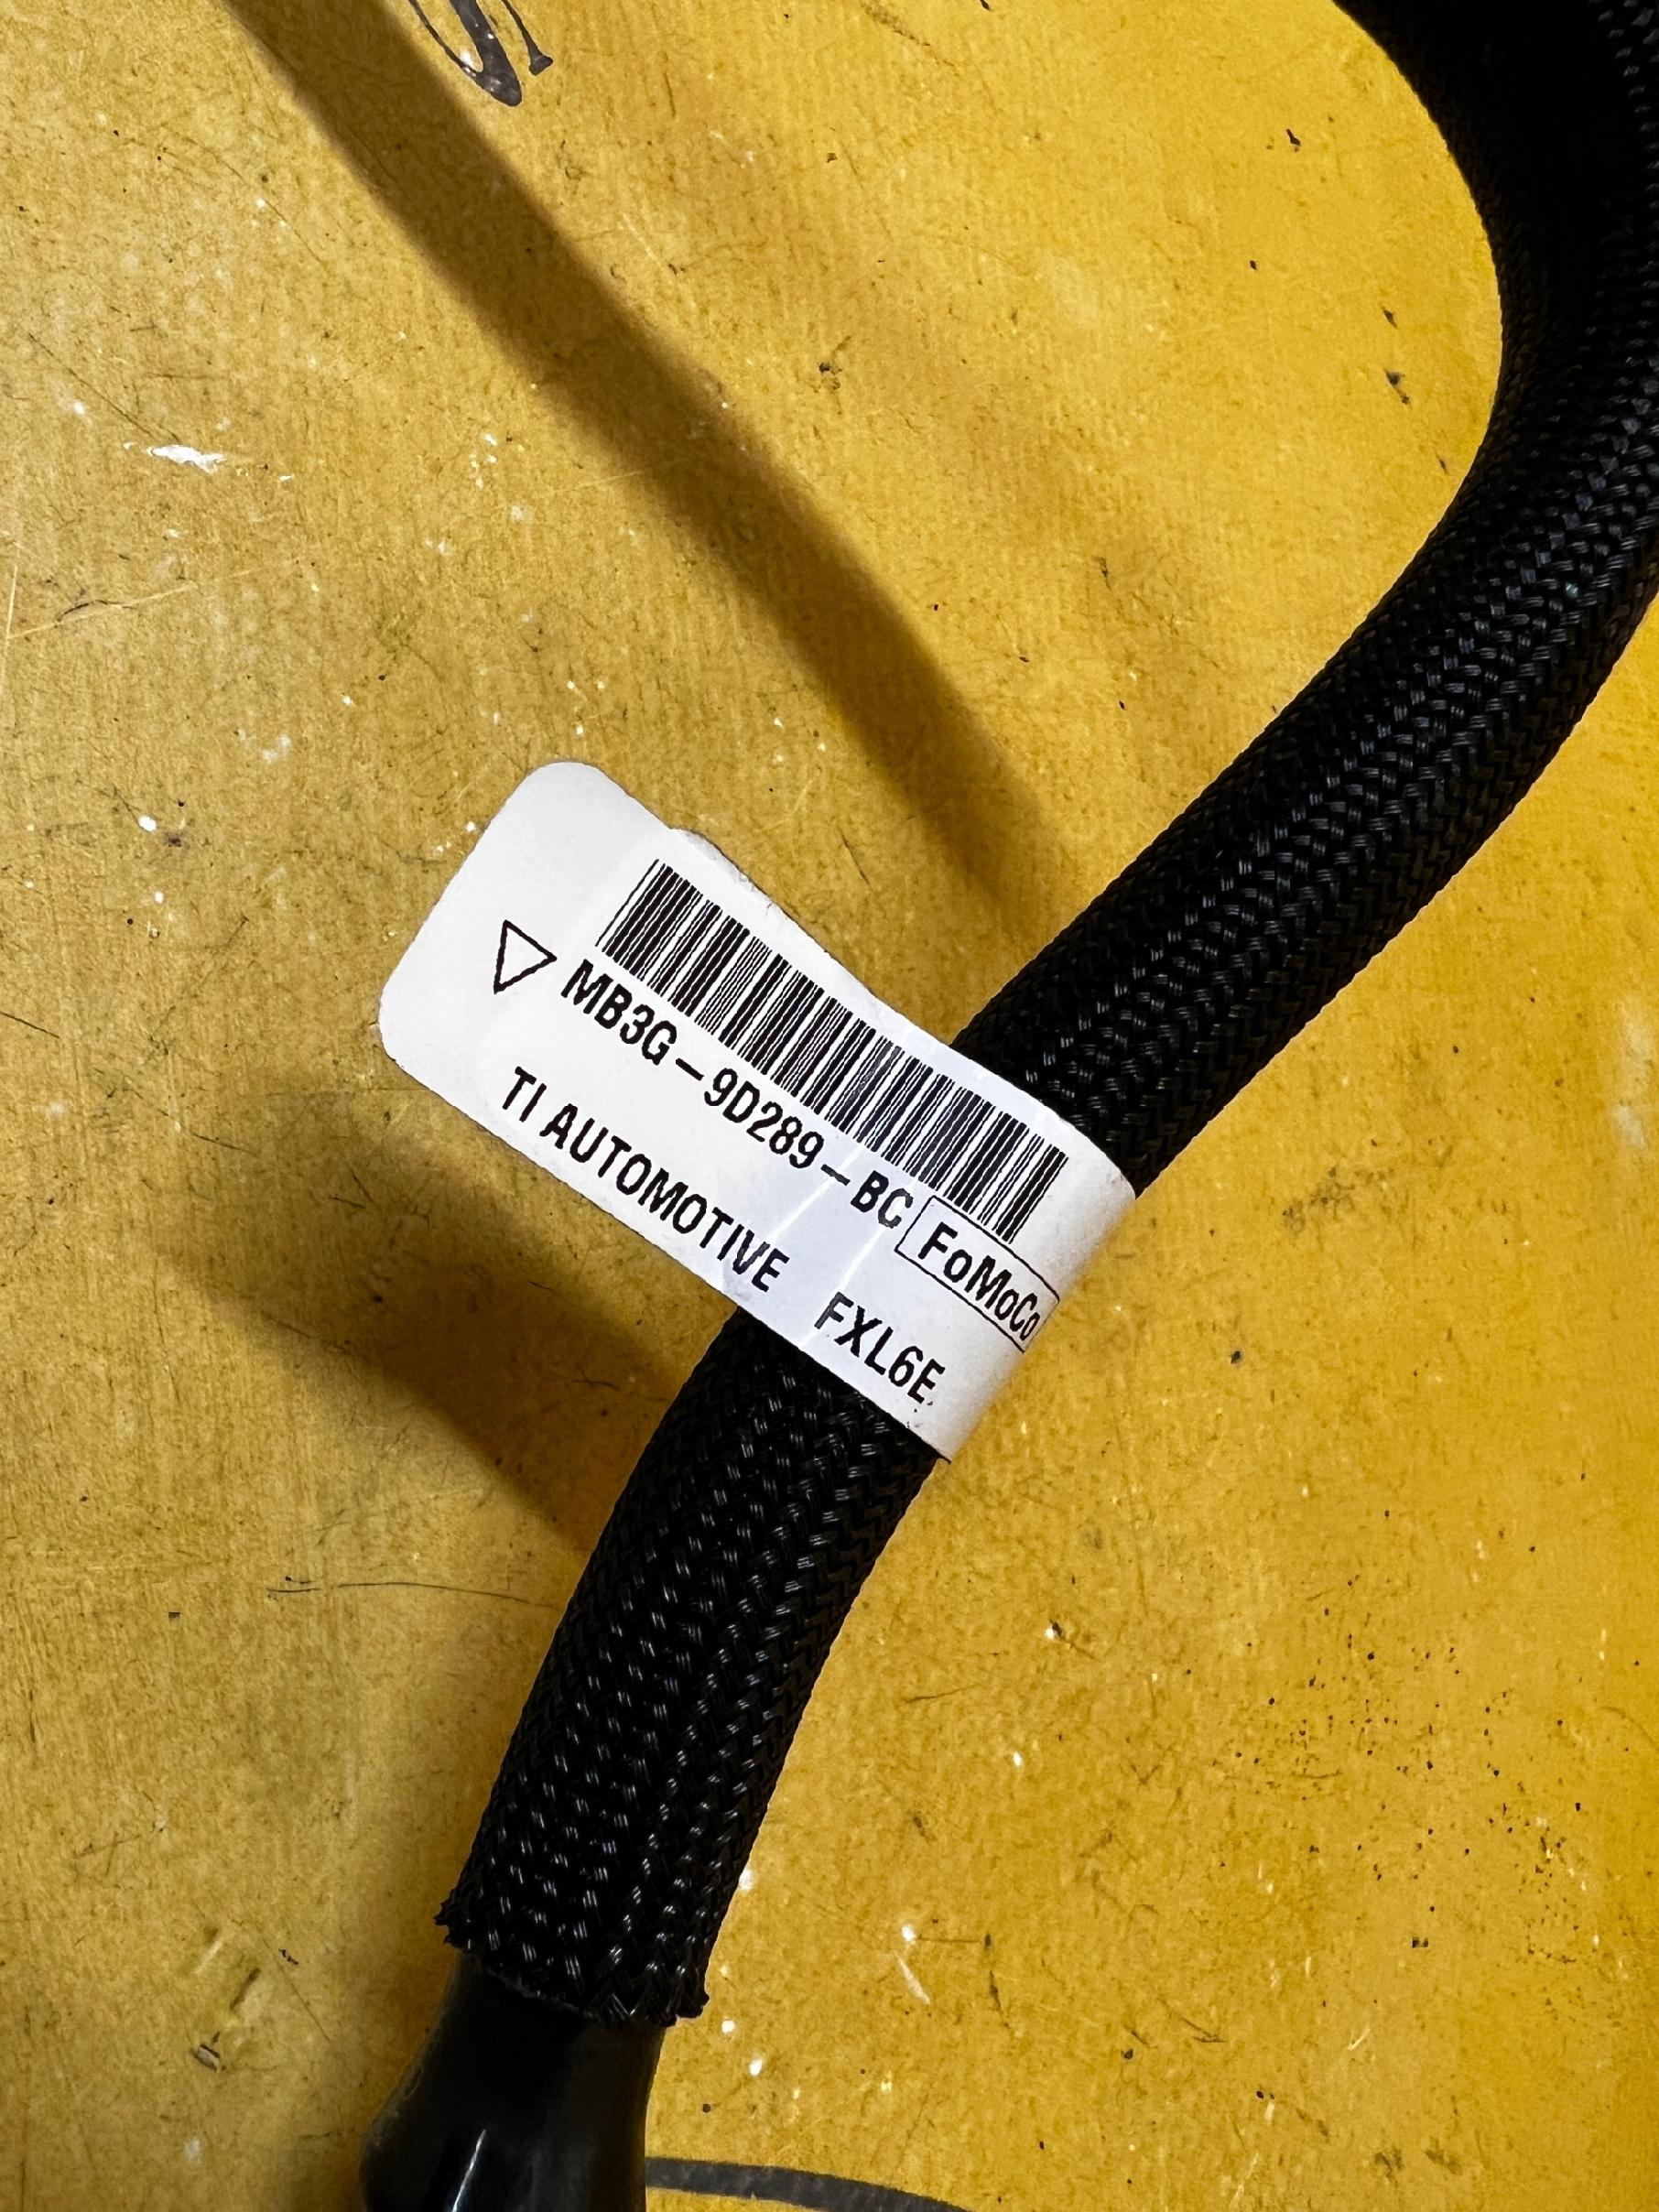 S
MB3G-9D289-BC FoMoCo
TI AUTOMOTIVE FXL6E